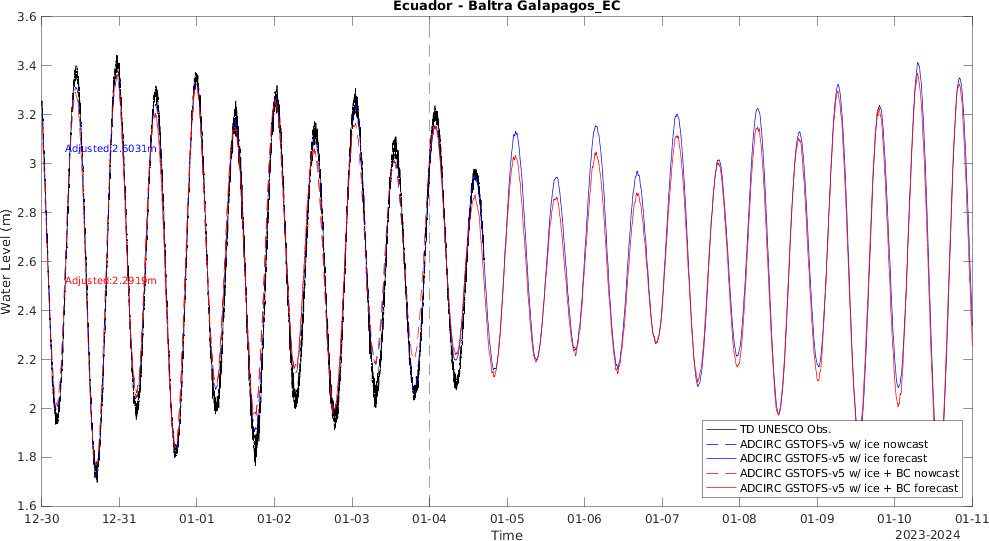 Ecuador - Baltra Galapagos_EC
3.6
3.4
3.2
3
2.8
2.6
2.4
2.2
2
1.8
1.6
Water Level (m)
Adjusted:2.6031m
Adjusted:2.2919m
TD UNESCO Obs.
ADCIRC GSTOFS-v5 w/ ice nowcast
ADCIRC GSTOFS-v5 w/ ice forecast
ADCIRC GSTOFS-v5 w/ ice + BC nowcast
ADCIRC GSTOFS-v5 w/ ice + BC forecast
12-30 12-31 01-01 01-02 01-03 01-04 01-05 01-06 01-07 01-08 01-09 01-10 01-11
Time
2023-2024